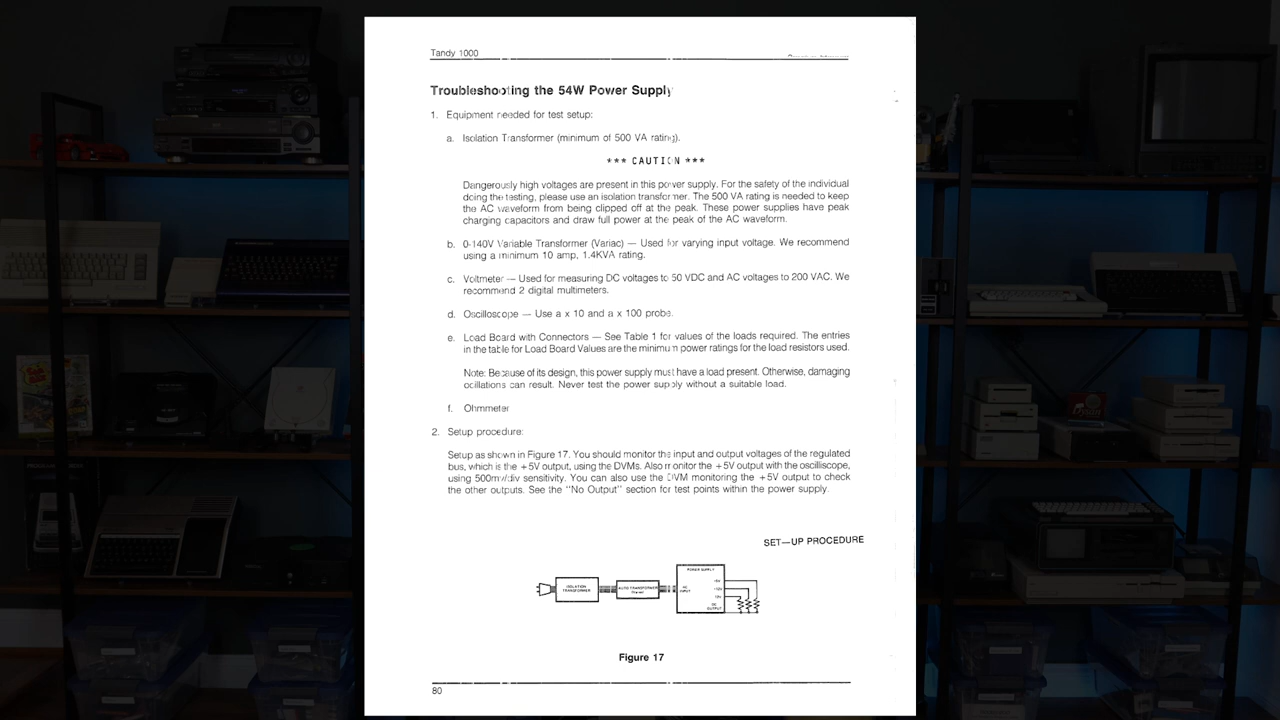 Tandy 1000
Troubleshooting the 54W Power Supply
1. Equipment needed for test setup:
a. Isolation Transformer (minimum of 500 VA rating).
*** CAUTION ***
Dangerously high voltages are present in this power supply. For the safety of the individual
doing the testing, please use an isolation transformer. The 500 VA rating is needed to keep
the AC waveform from being clipped off at the peak. These power supplies have peak
charging capacitors and draw full power at the peak of the AC waveform.
b. 0-140V Variable Transformer (Variac) — Used for varying input voltage. We recommend
using a minimum 10 amp, 1.4KVA rating.
c. Voltmeter — Used for measuring DC voltages to 50 VDC and AC voltages to 200 VAC. We
recommend 2 digital multimeters.
d. Oscilloscope — Use a x 10 and a x 100 probe.
e. Load Board with Connectors — See Table 1 for values of the loads required. The entries
in the table for Load Board Values are the minimum power ratings for the load resistors used.
Note: Because of its design, this power supply must have a load present. Otherwise, damaging
ocillations can result. Never test the power supply without a suitable load.
f. Ohmmeter
2. Setup procedure:
Setup as shown in Figure 17. You should monitor the input and output voltages of the regulated
bus, which is the +5V output, using the DVMs. Also monitor the +5V output with the oscilliscope,
using 500mv/div sensitivity. You can also use the DVM monitoring the +5V output to check
the other outputs. See the "No Output" section for test points within the power supply.
SET—UP PROCEDURE
POWER SUPPLY
ISOLATION
TRANSFORMER
AUTO TRANSFORMER
AC
INPUT
+5V
+12V
-12V
DC
OUTPUT
Figure 17
80